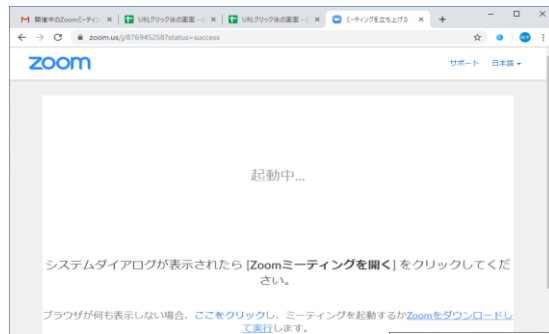 開催中のZoomミーティン
URLクリック後の画面 -
URLクリック後の画面 -
ミーティングを立ち上げる -
zoom.us/j/876945258?status=success
zoom
サポート 日本語
起動中...
システムダイアログが表示されたら [Zoomミーティングを開く] をクリックしてくだ
さい。
ブラウザが何も表示しない場合、ここをクリックし、ミーティングを起動するかZoomをダウンロードし
て実行します。